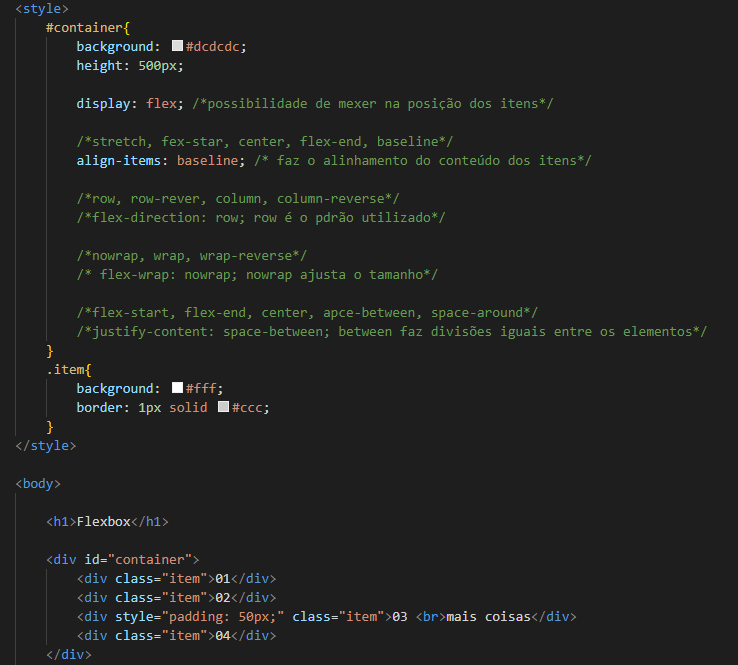 <style>
#container{
background: #dcdcdc;
height: 500px;
display: flex; /*possibilidade de mexer na posição dos itens*/
/*stretch, fex-star, center, flex-end, baseline*/
align-items: baseline; /* faz o alinhamento do conteúdo dos itens*/
/*row, row-rever, column, column-reverse*/
/*flex-direction: row; row é o pdrão utilizado*/
/*nowrap, wrap, wrap-reverse*/
/* flex-wrap: nowrap; nowrap ajusta o tamanho*/
/*flex-start, flex-end, center, apce-between, space-around*/
/*justify-content: space-between; between faz divisões iguais entre os elementos*/
}
.item{
background: #fff;
border: 1px solid #ccc;
}
</style>
<body>
<h1>Flexbox</h1>
<div id="container">
<div class="item">01</div>
<div class="item">02</div>
<div style="padding: 50px;" class="item">03 <br>mais coisas</div>
<div class="item">04</div>
</div>